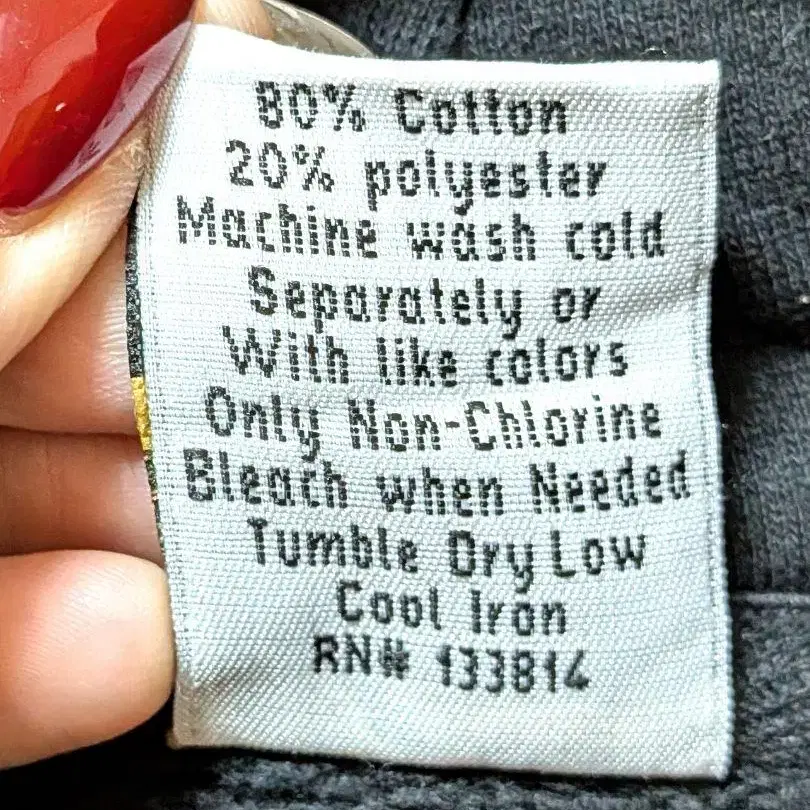 80% Cotton
20% polyester
Machine wash cold
Separately or
With like colors
Only Non-Chlorine
Bleach when Needed
Tumble Dry Low
Cool Iron
RN# 133814